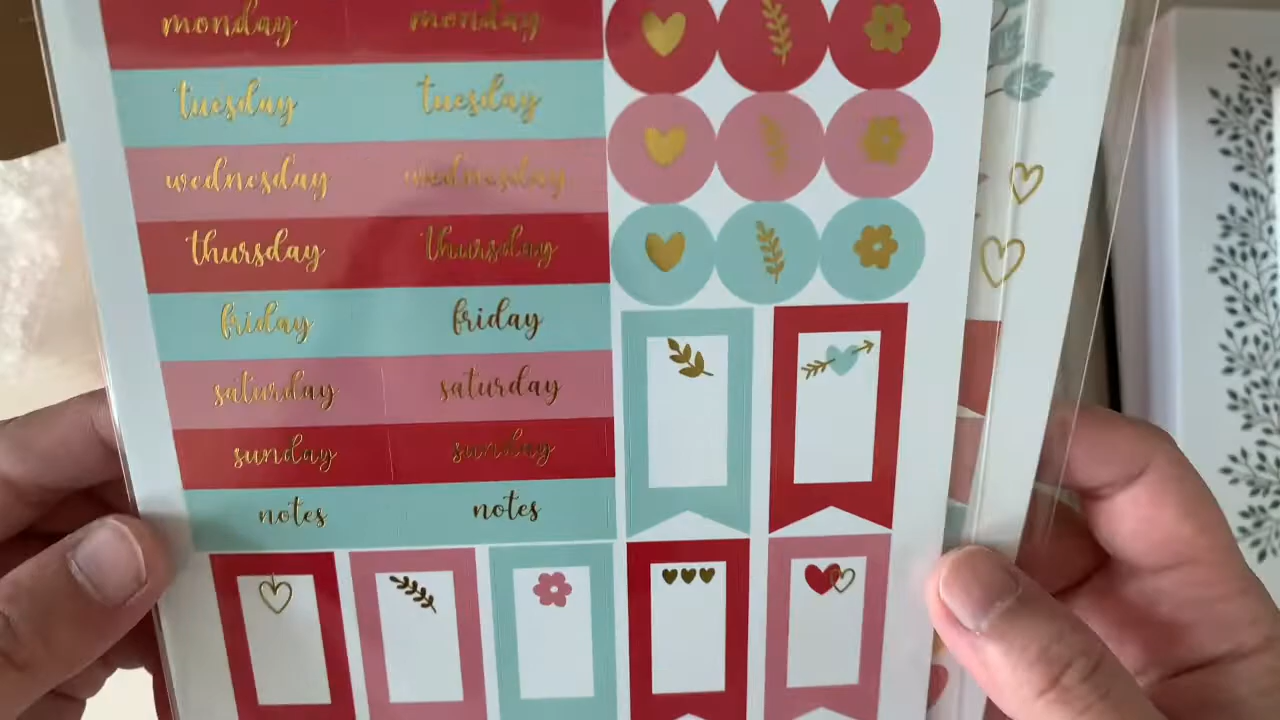 monday monday
tuesday tuesday
wednesday wednesday
thursday thursday
friday friday
saturday saturday
sunday sunday
notes notes